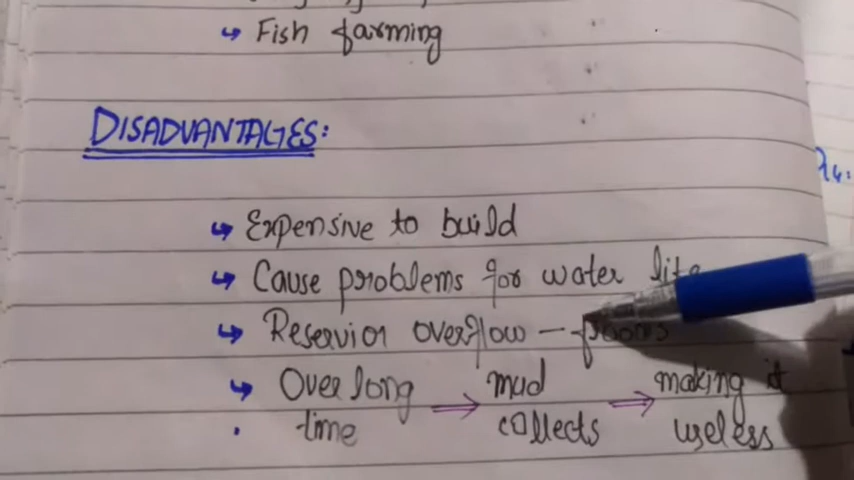 ↳ Fish farming
DISADVANTAGES:
↳ Expensive to build
↳ Cause problems for water life
↳ Reservior overflow — floods
↳ Over long time ⇒ mud collects ⇒ making it useless